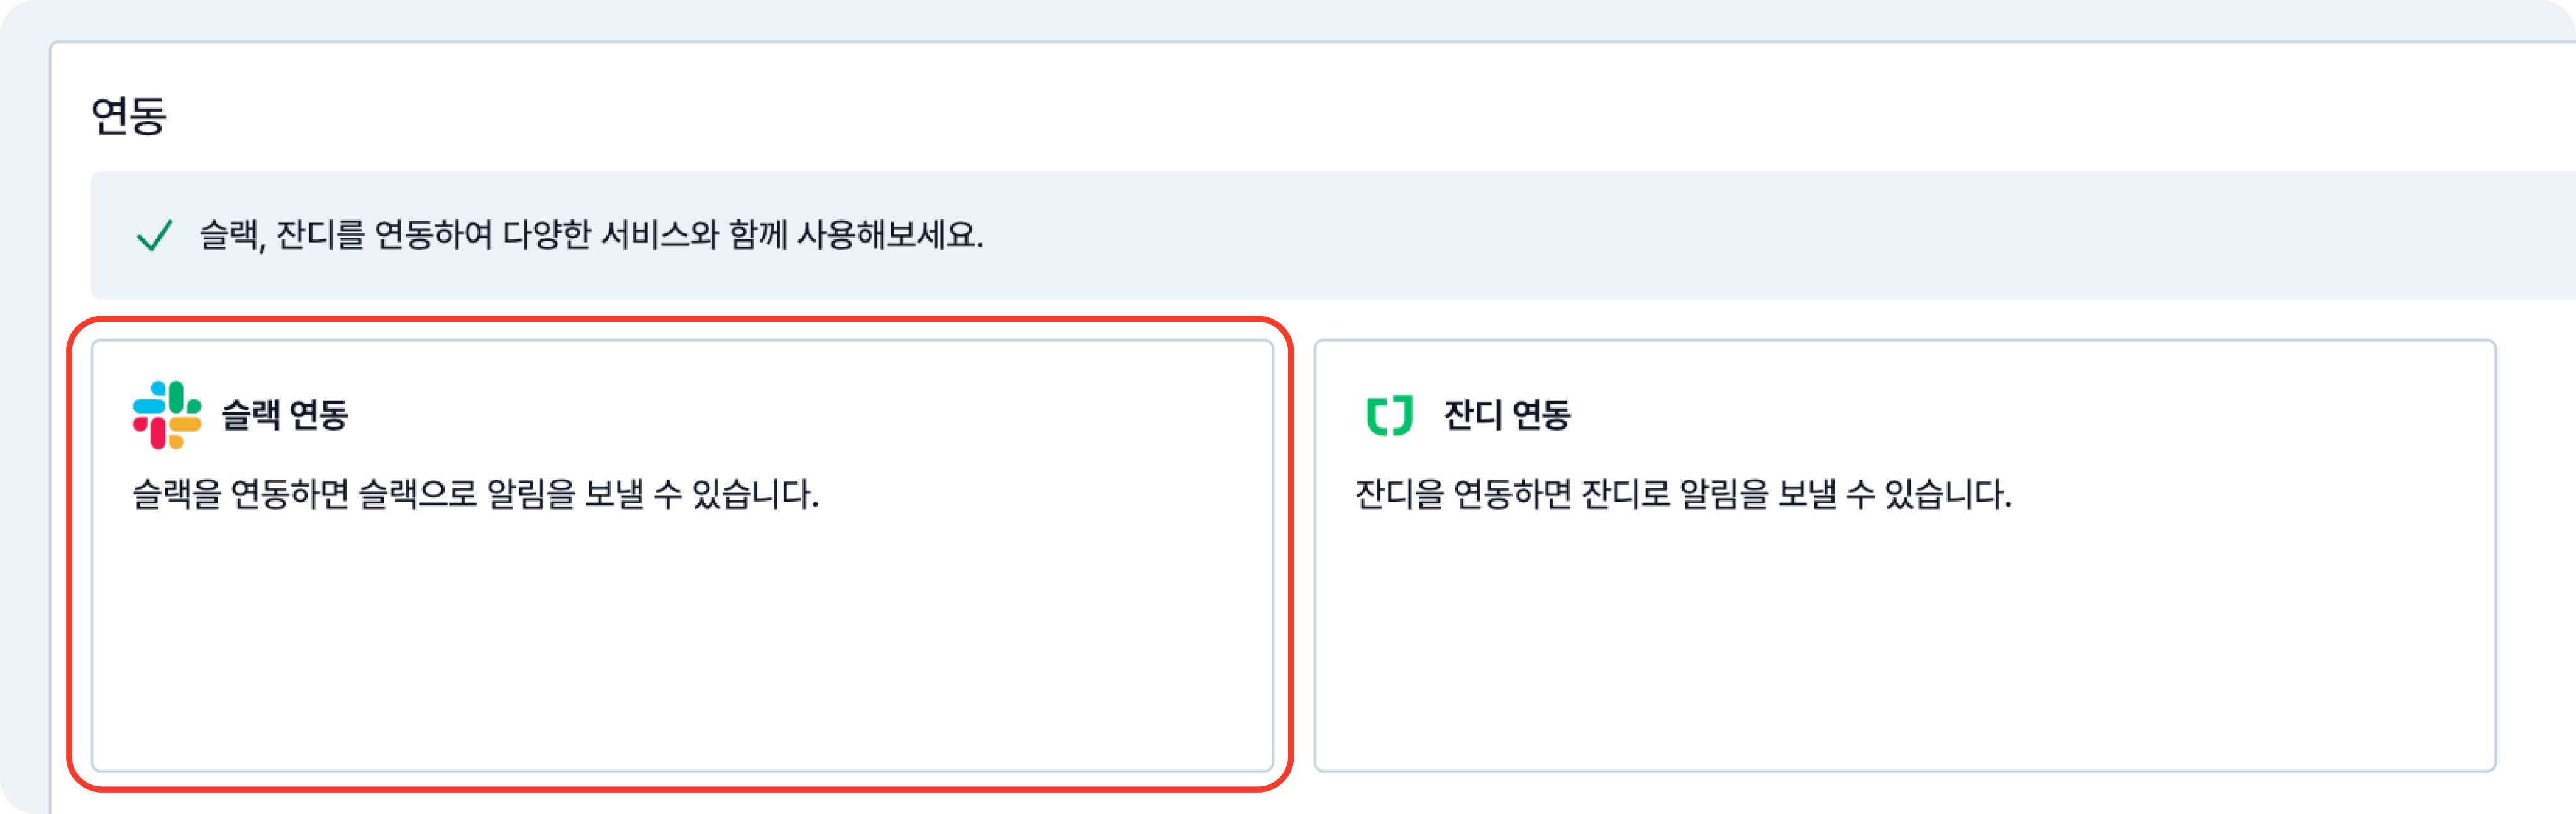 연동
슬랙, 잔디를 연동하여 다양한 서비스와 함께 사용해보세요.
슬랙 연동
슬랙을 연동하면 슬랙으로 알림을 보낼 수 있습니다.
잔디 연동
잔디을 연동하면 잔디로 알림을 보낼 수 있습니다.